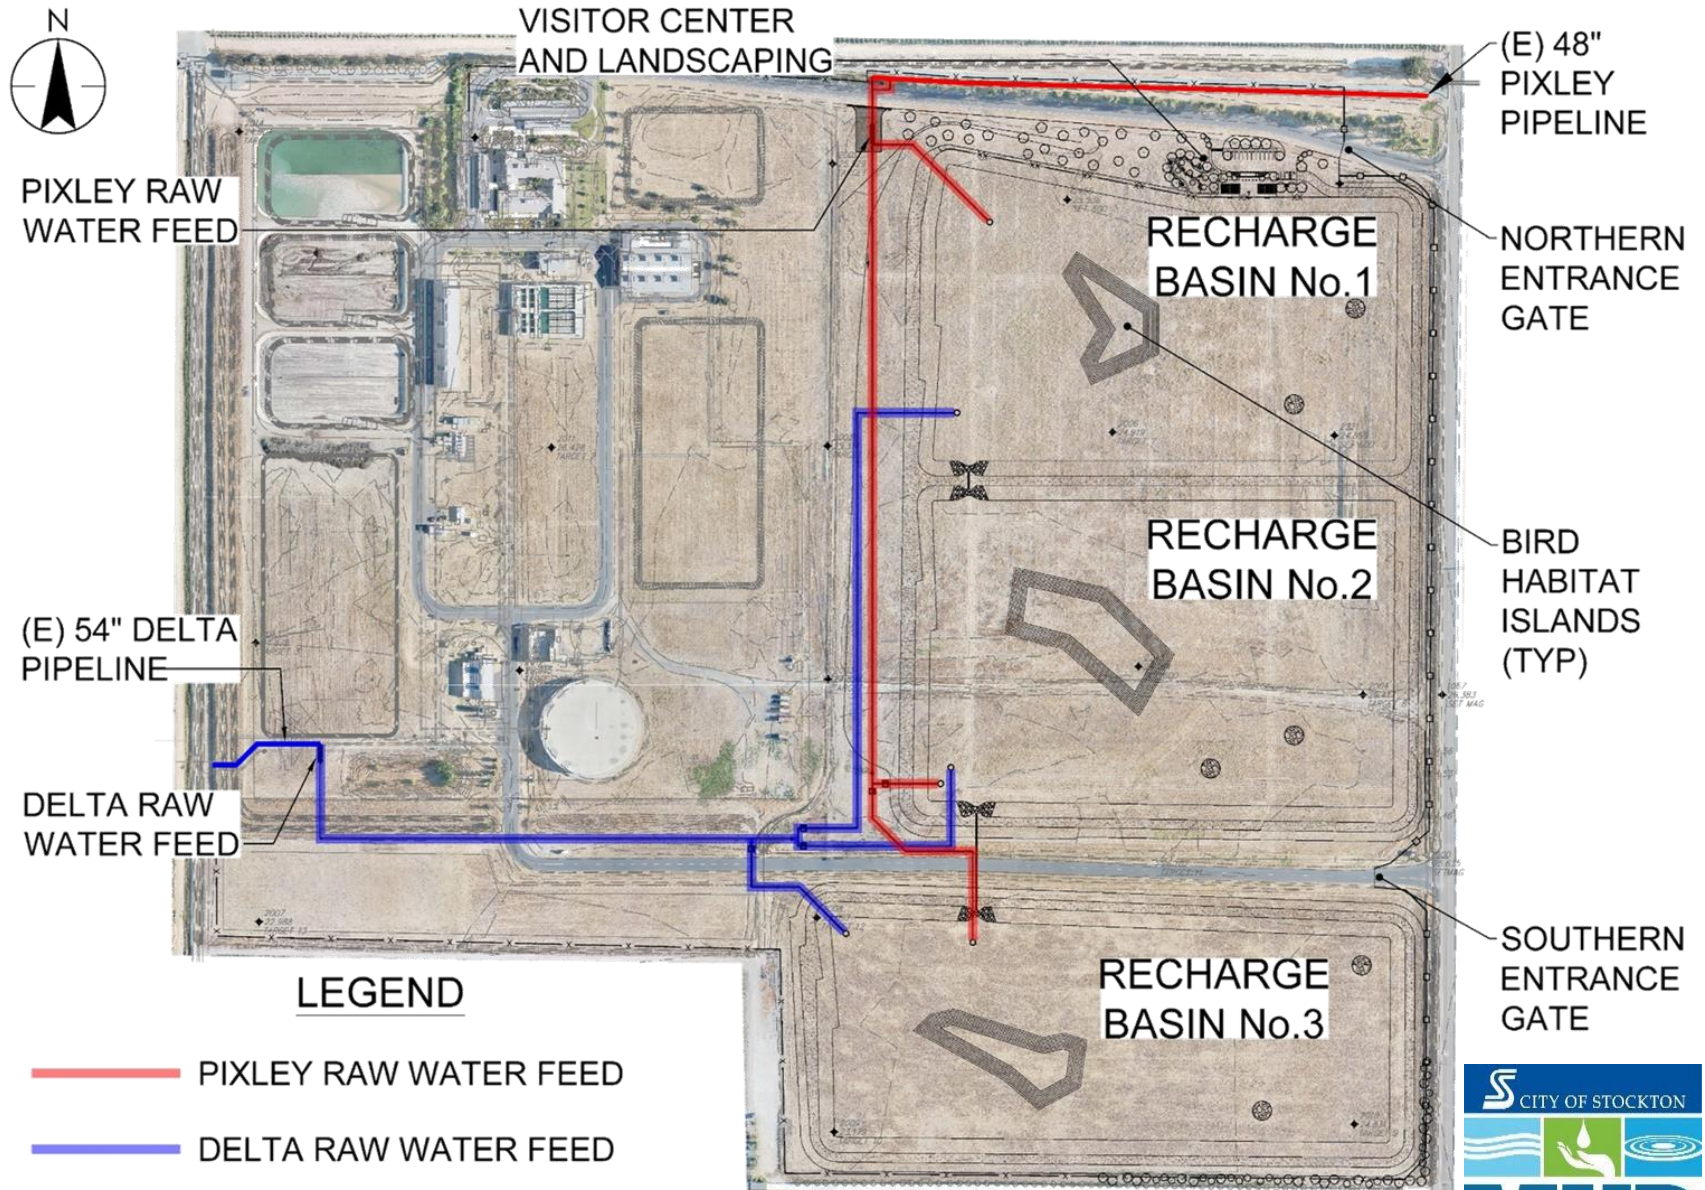 N
VISITOR CENTER
AND LANDSCAPING
(E) 48"
PIXLEY
PIPELINE
PIXLEY RAW
WATER FEED
RECHARGE
BASIN No.1
NORTHERN
ENTRANCE
GATE
RECHARGE
BASIN No.2
BIRD
HABITAT
ISLANDS
(TYP)
(E) 54" DELTA
PIPELINE
DELTA RAW
WATER FEED
RECHARGE
BASIN No.3
SOUTHERN
ENTRANCE
GATE
LEGEND
PIXLEY RAW WATER FEED
DELTA RAW WATER FEED
S CITY OF STOCKTON